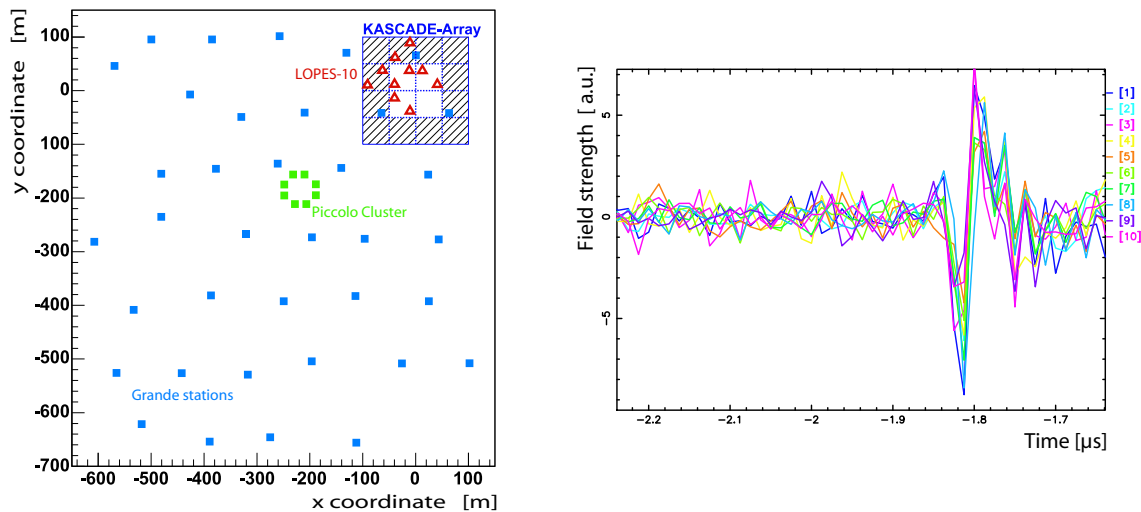 y coordinate [m]
100
0
100
-200
-300
-400
-500
-600
-700
KASCADE-Array
LOPES-10
Piccolo Cluster
Grande stations
-600 -500 -400 -300 -200 -100 0 100
x coordinate [m]
Field strength [ a.u.]
5
0
−5
−2.2 −2.1 −2 −1.9 −1.8 −1.7
Time [µs]
[1]
[2]
[3]
[4]
[5]
[6]
[7]
[8]
[9]
[10]